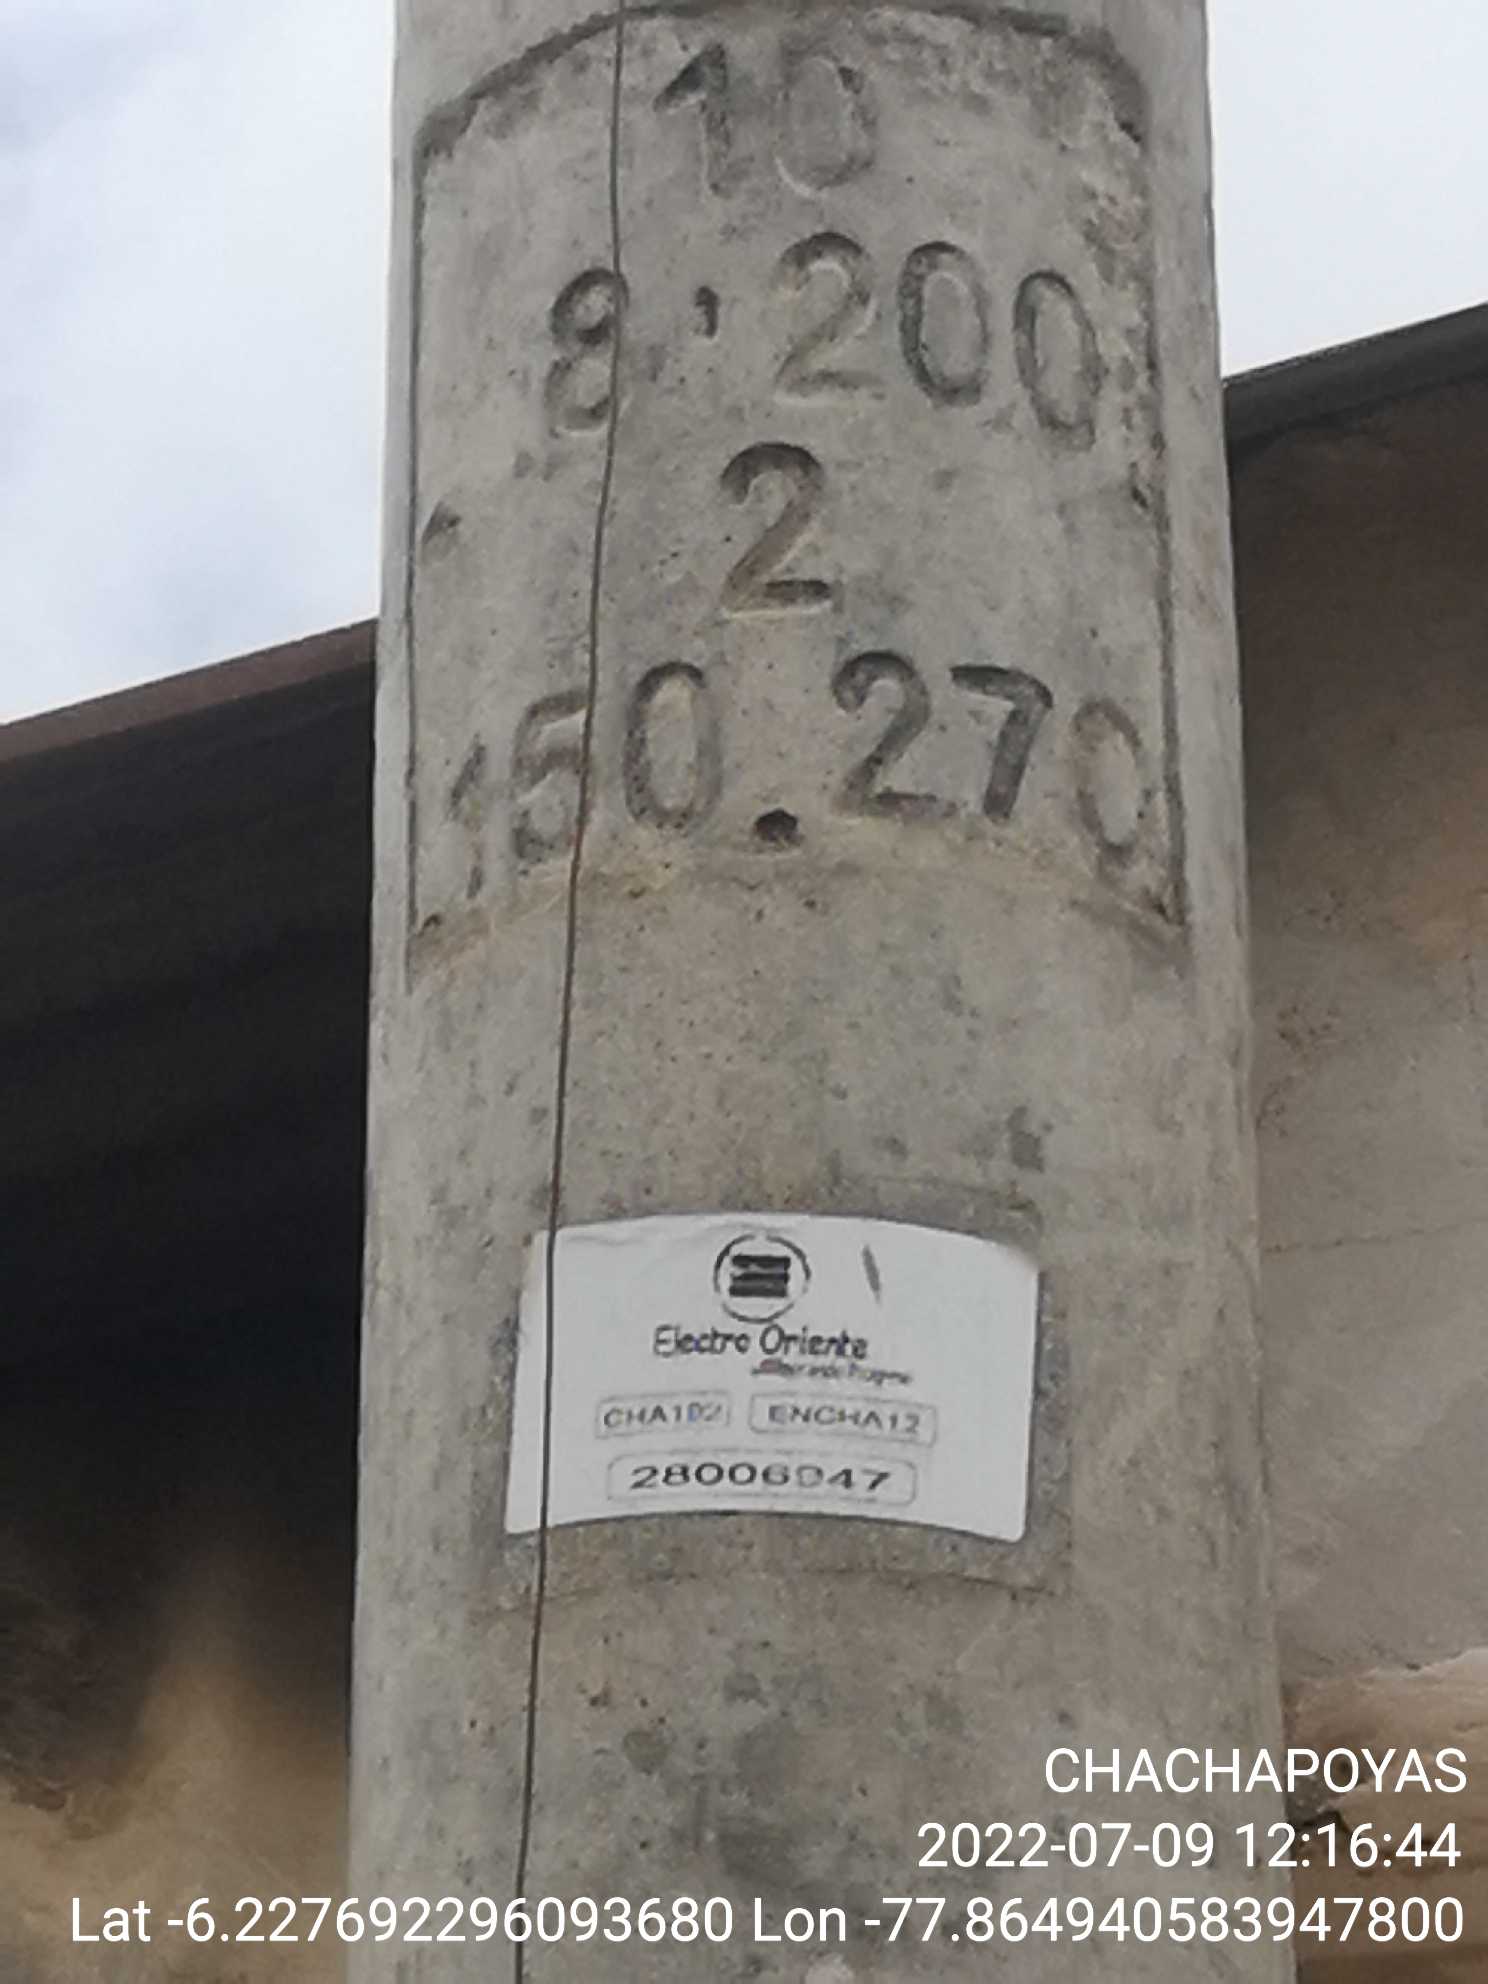 10
8.200
2
150.270
Electro Oriente
CHA102 ENCHA12
28006947
CHACHAPOYAS
2022-07-09 12:16:44
Lat -6.227692296093680 Lon -77.864940583947800